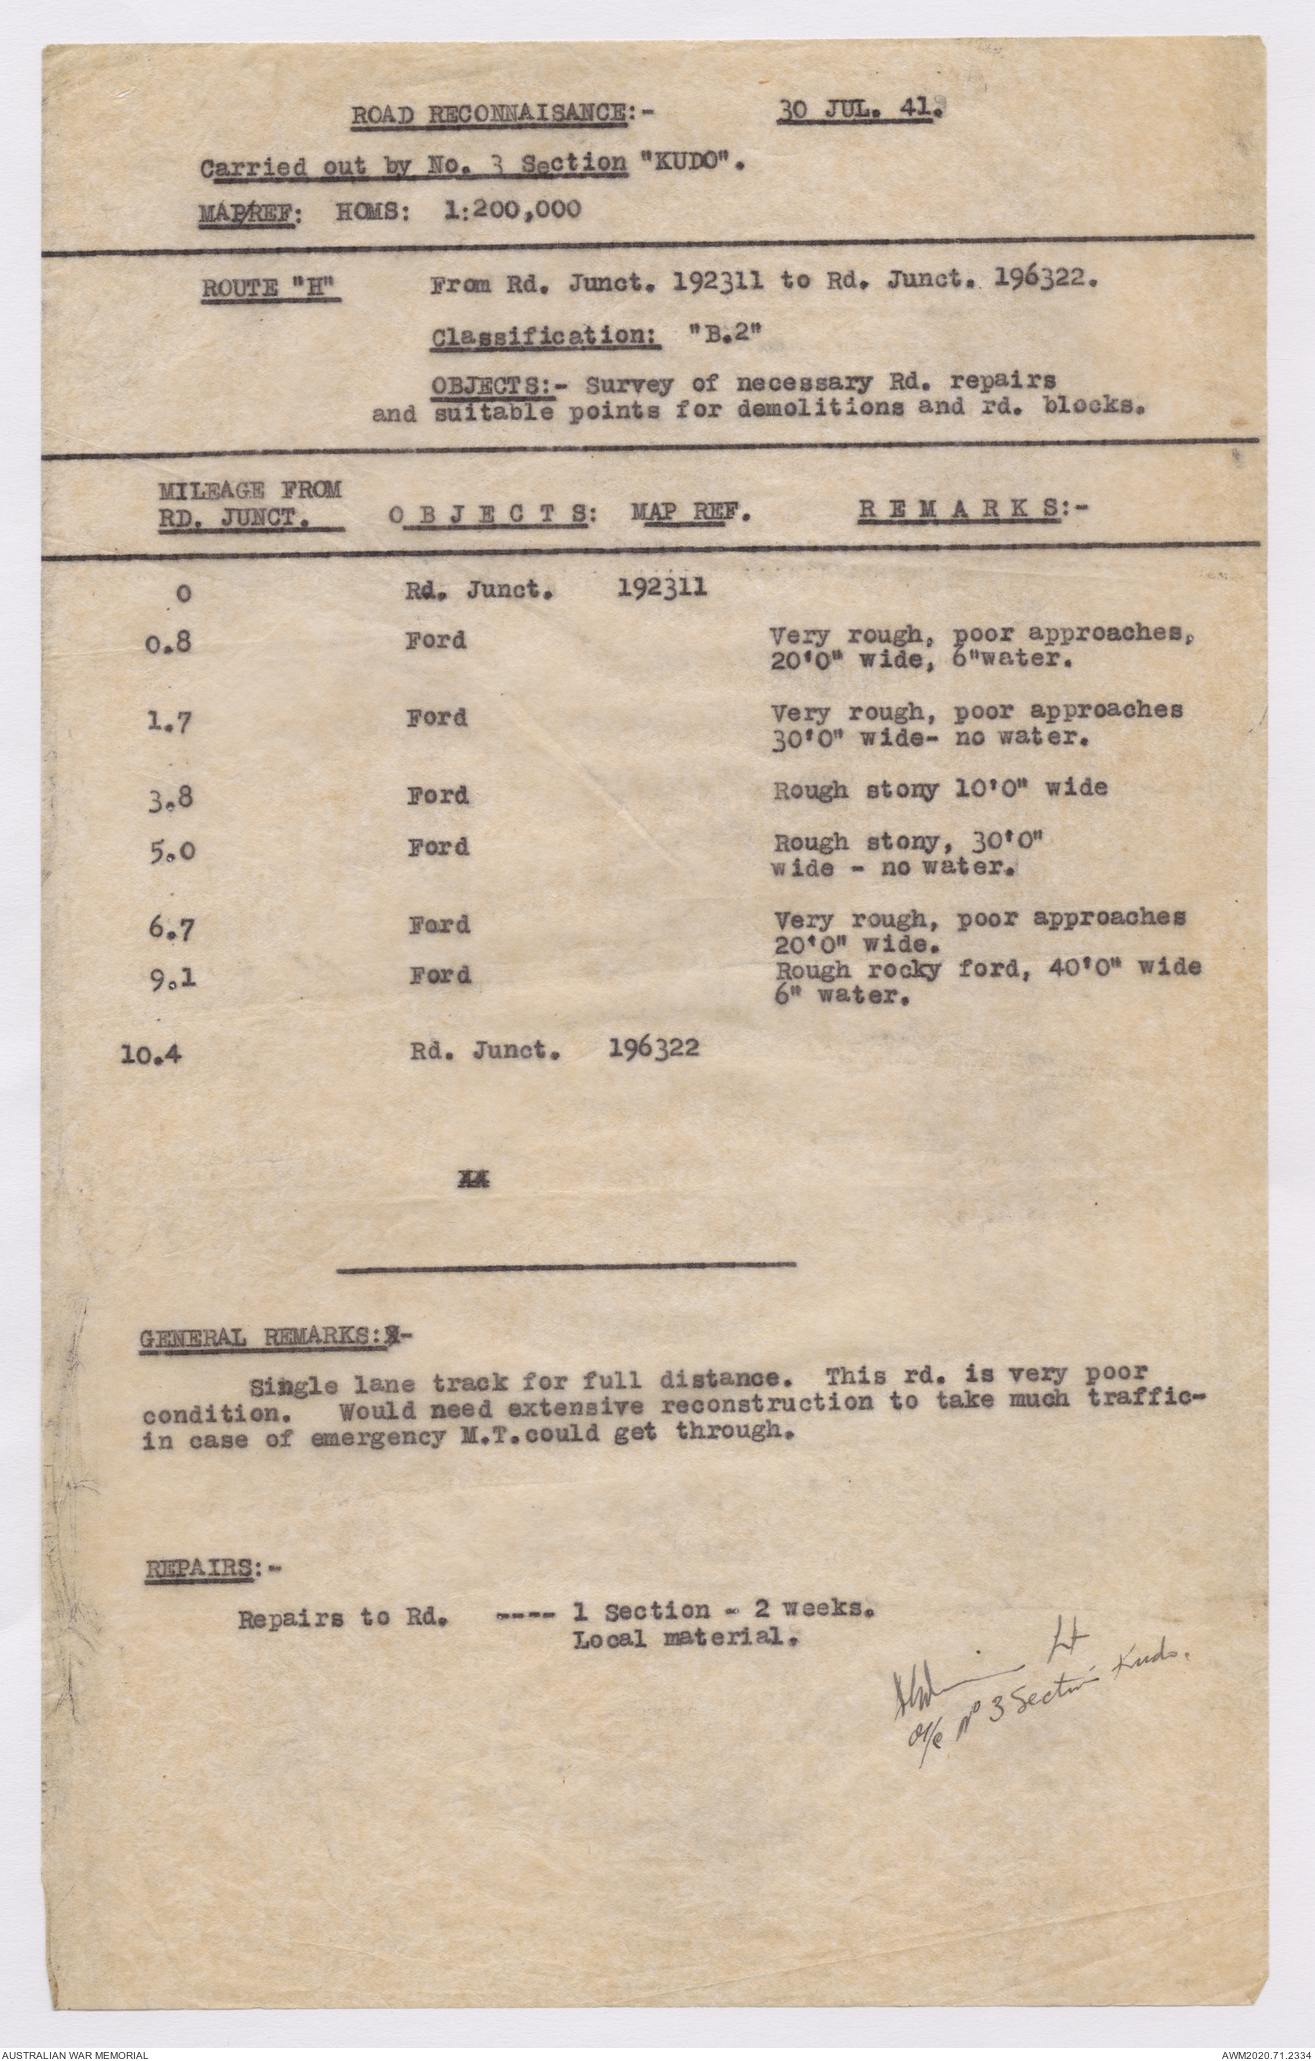 ROAD RECONNAISANCE:- 30 JUL. 41.
Carried out by No. 3 Section "KUDO".
MAP/REF: HOMS: 1:200,000
ROUTE "H" From Rd. Junct. 192311 to Rd. Junct. 196322.
Classification: "B.2"
OBJECTS:- Survey of necessary Rd. repairs
and suitable points for demolitions and rd. blocks.
MILEAGE FROM
RD. JUNCT. O B J E C T S: MAP REF. R E M A R K S:-
0 Rd. Junct. 192311
0.8 Ford Very rough, poor approaches,
20'0" wide, 6"water.
1.7 Ford Very rough, poor approaches
30'0" wide- no water.
3.8 Ford Rough stony 10'0" wide
5.0 Ford Rough stony, 30'0"
wide - no water.
6.7 Ford Very rough, poor approaches
20'0" wide.
9.1 Ford Rough rocky ford, 40'0" wide
6" water.
10.4 Rd. Junct. 196322
GENERAL REMARKS:-
Single lane track for full distance. This rd. is very poor
condition. Would need extensive reconstruction to take much traffic-
in case of emergency M.T.could get through.
REPAIRS:-
Repairs to Rd. ---- 1 Section - 2 weeks.
Local material.
Lt
O/c No 3 Section Kudo.
AUSTRALIAN WAR MEMORIAL AWM2020.71.2334